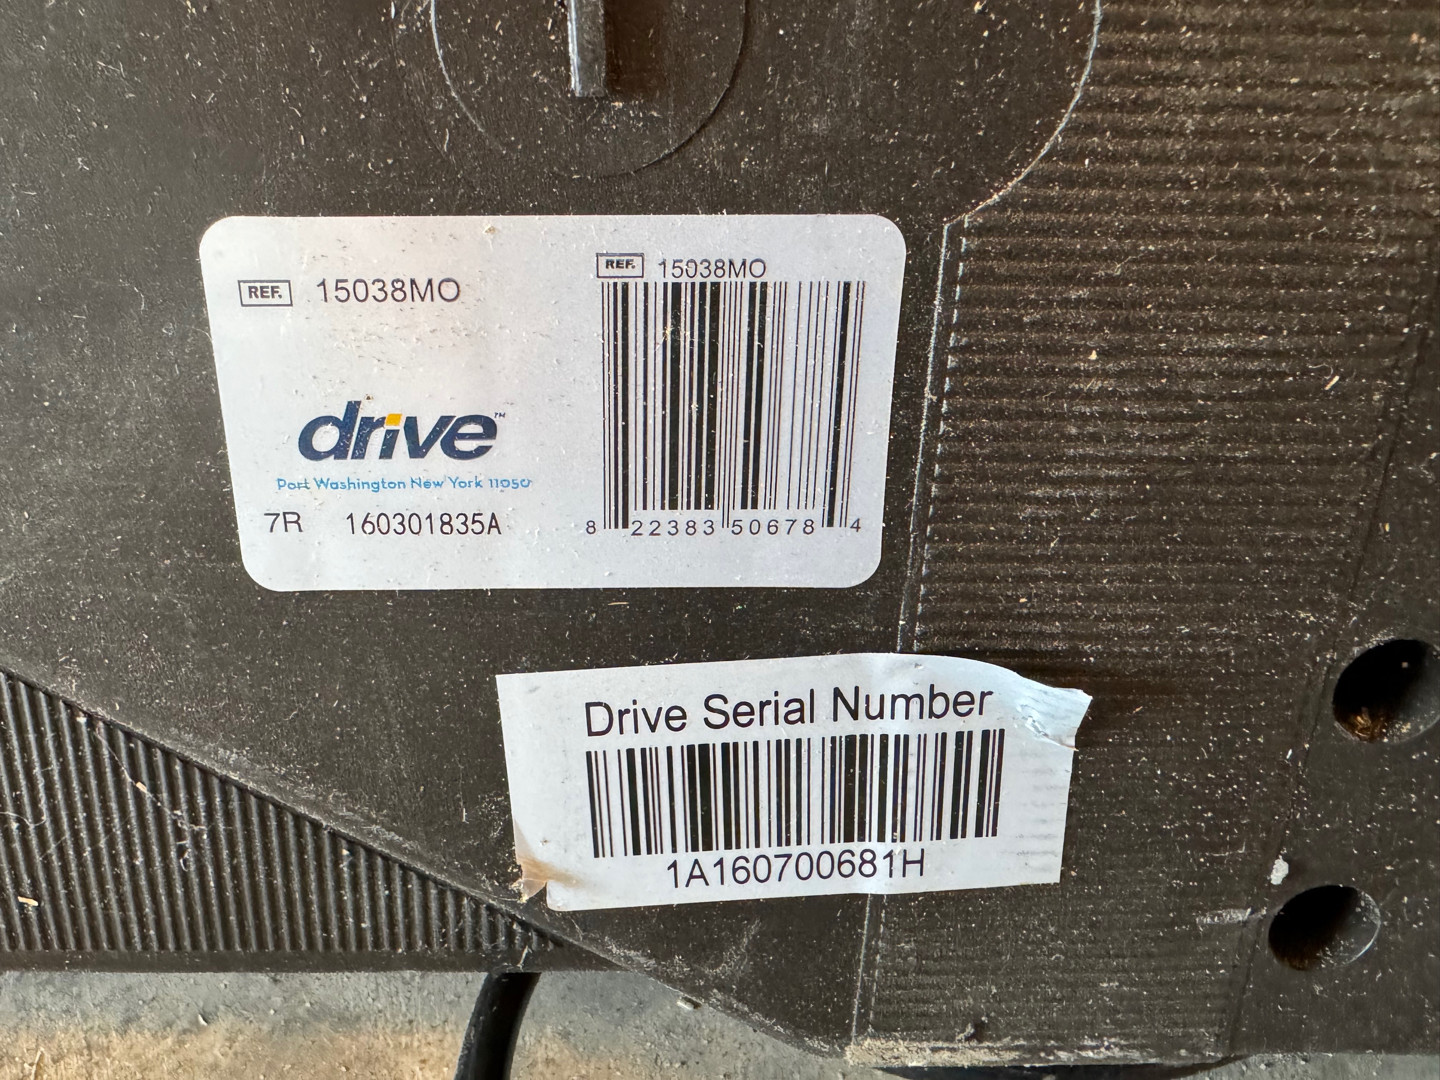 REF. 15038MO
REF. 15038MO
drive™
Port Washington New York 11050
7R 160301835A
8 22383 50678 4
Drive Serial Number
1A160700681H